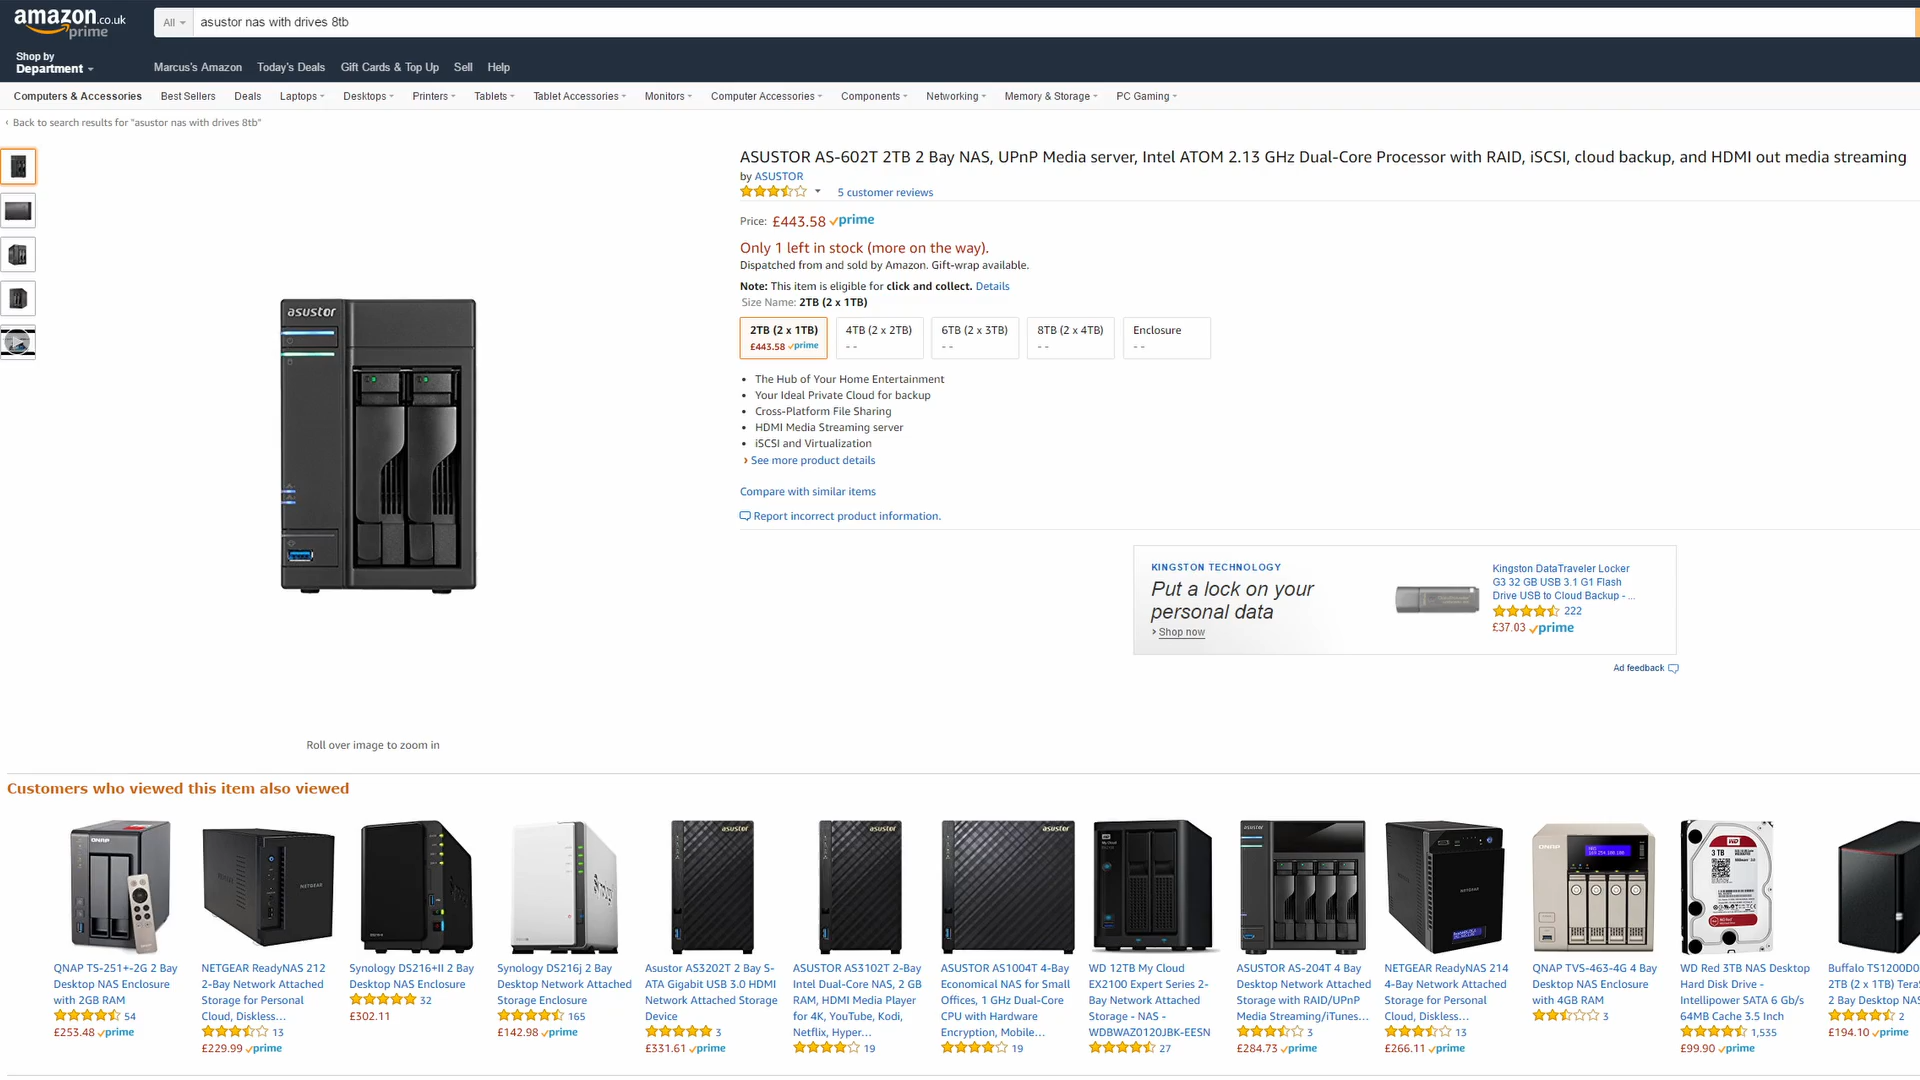 amazon.co.uk
prime
All
asustor nas with drives 8tb
Shop by
Department
Marcus's Amazon Today's Deals Gift Cards & Top Up Sell Help
Computers & Accessories Best Sellers Deals Laptops Desktops Printers Tablets Tablet Accessories Monitors Computer Accessories Components Networking Memory & Storage PC Gaming
‹ Back to search results for "asustor nas with drives 8tb"
ASUSTOR AS-602T 2TB 2 Bay NAS, UPnP Media server, Intel ATOM 2.13 GHz Dual-Core Processor with RAID, iSCSI, cloud backup, and HDMI out media streaming
by ASUSTOR
5 customer reviews
Price: £443.58 prime
Only 1 left in stock (more on the way).
Dispatched from and sold by Amazon. Gift-wrap available.
Note: This item is eligible for click and collect. Details
Size Name: 2TB (2 x 1TB)
2TB (2 x 1TB) 4TB (2 x 2TB) 6TB (2 x 3TB) 8TB (2 x 4TB) Enclosure
£443.58 prime - - - - - - - -
• The Hub of Your Home Entertainment
• Your Ideal Private Cloud for backup
• Cross-Platform File Sharing
• HDMI Media Streaming server
• iSCSI and Virtualization
› See more product details
Compare with similar items
Report incorrect product information.
asustor
KINGSTON TECHNOLOGY
Put a lock on your
personal data
› Shop now
Kingston DataTraveler Locker
G3 32 GB USB 3.1 G1 Flash
Drive USB to Cloud Backup - ...
222
£37.03 prime
Ad feedback
Roll over image to zoom in
Customers who viewed this item also viewed
QNAP TS-251+-2G 2 Bay
Desktop NAS Enclosure
with 2GB RAM
54
£253.48 prime
NETGEAR
NETGEAR ReadyNAS 212
2-Bay Network Attached
Storage for Personal
Cloud, Diskless...
13
£229.99 prime
Synology DS216+II 2 Bay
Desktop NAS Enclosure
32
£302.11
Synology DS216j 2 Bay
Desktop Network Attached
Storage Enclosure
165
£142.98 prime
asustor
Asustor AS3202T 2 Bay S-
ATA Gigabit USB 3.0 HDMI
Network Attached Storage
Device
3
£331.61 prime
asustor
ASUSTOR AS3102T 2-Bay
Intel Dual-Core NAS, 2 GB
RAM, HDMI Media Player
for 4K, YouTube, Kodi,
Netflix, Hyper...
19
asustor
ASUSTOR AS1004T 4-Bay
Economical NAS for Small
Offices, 1 GHz Dual-Core
CPU with Hardware
Encryption, Mobile...
19
WD 12TB My Cloud
EX2100 Expert Series 2-
Bay Network Attached
Storage - NAS -
WDBWAZ0120JBK-EESN
27
asustor
ASUSTOR AS-204T 4 Bay
Desktop Network Attached
Storage with RAID/UPnP
Media Streaming/iTunes...
3
£284.73 prime
NETGEAR
NETGEAR ReadyNAS 214
4-Bay Network Attached
Storage for Personal
Cloud, Diskless...
13
£266.11 prime
QNAP
QNAP TVS-463-4G 4 Bay
Desktop NAS Enclosure
with 4GB RAM
3
WD
3 TB
WD Red 3TB NAS Desktop
Hard Disk Drive -
Intellipower SATA 6 Gb/s
64MB Cache 3.5 Inch
1,535
£99.90 prime
Buffalo TS1200D0
2TB (2 x 1TB) Tera
2 Bay Desktop NAS
2
£194.10 prime